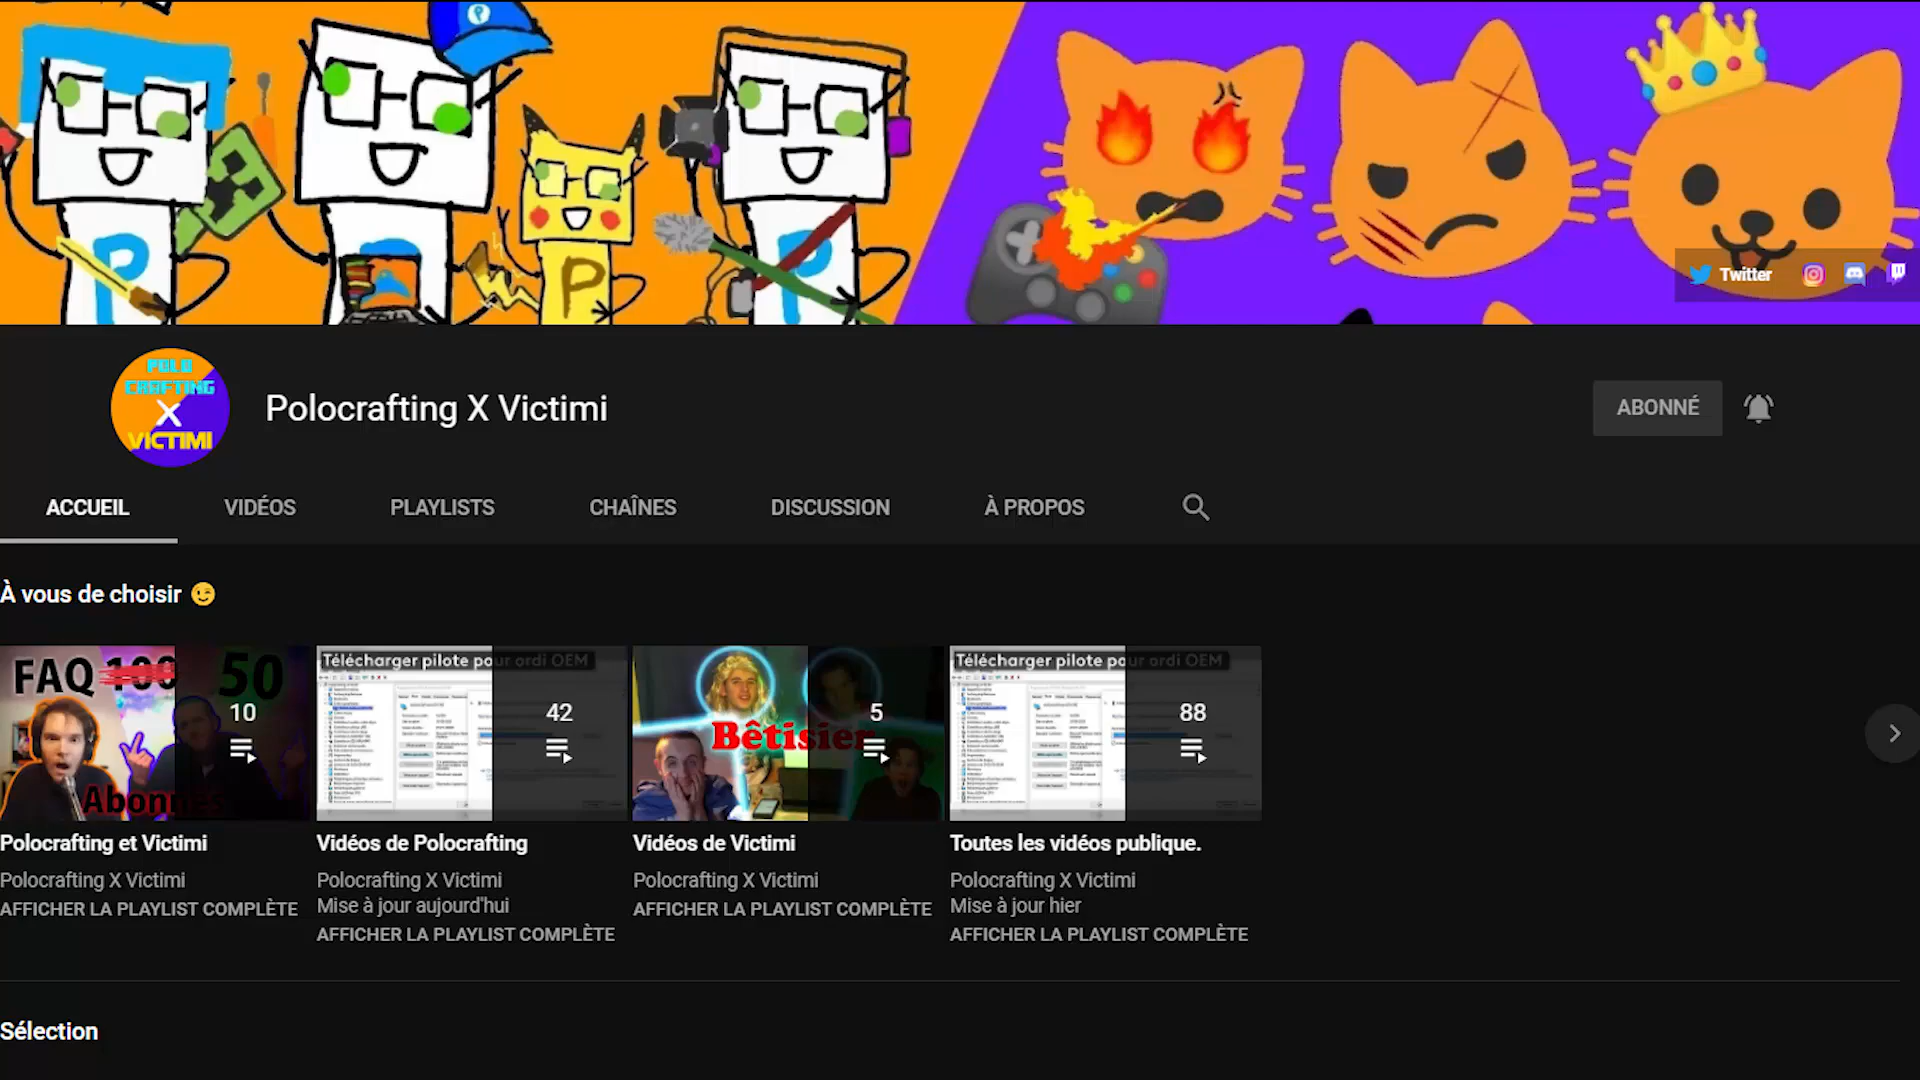 P
P
P
P
P
Twitter
POLO
CRAFTING
X
VICTIMI
Polocrafting X Victimi
ABONNÉ
ACCUEIL
VIDÉOS
PLAYLISTS
CHAÎNES
DISCUSSION
À PROPOS
À vous de choisir 😉
FAQ 100 50
Abonnés
10
Télécharger pilote pour ordi OEM
42
Bêtisier
5
Télécharger pilote pour ordi OEM
88
Polocrafting et Victimi
Polocrafting X Victimi
AFFICHER LA PLAYLIST COMPLÈTE
Vidéos de Polocrafting
Polocrafting X Victimi
Mise à jour aujourd'hui
AFFICHER LA PLAYLIST COMPLÈTE
Vidéos de Victimi
Polocrafting X Victimi
AFFICHER LA PLAYLIST COMPLÈTE
Toutes les vidéos publique.
Polocrafting X Victimi
Mise à jour hier
AFFICHER LA PLAYLIST COMPLÈTE
Sélection